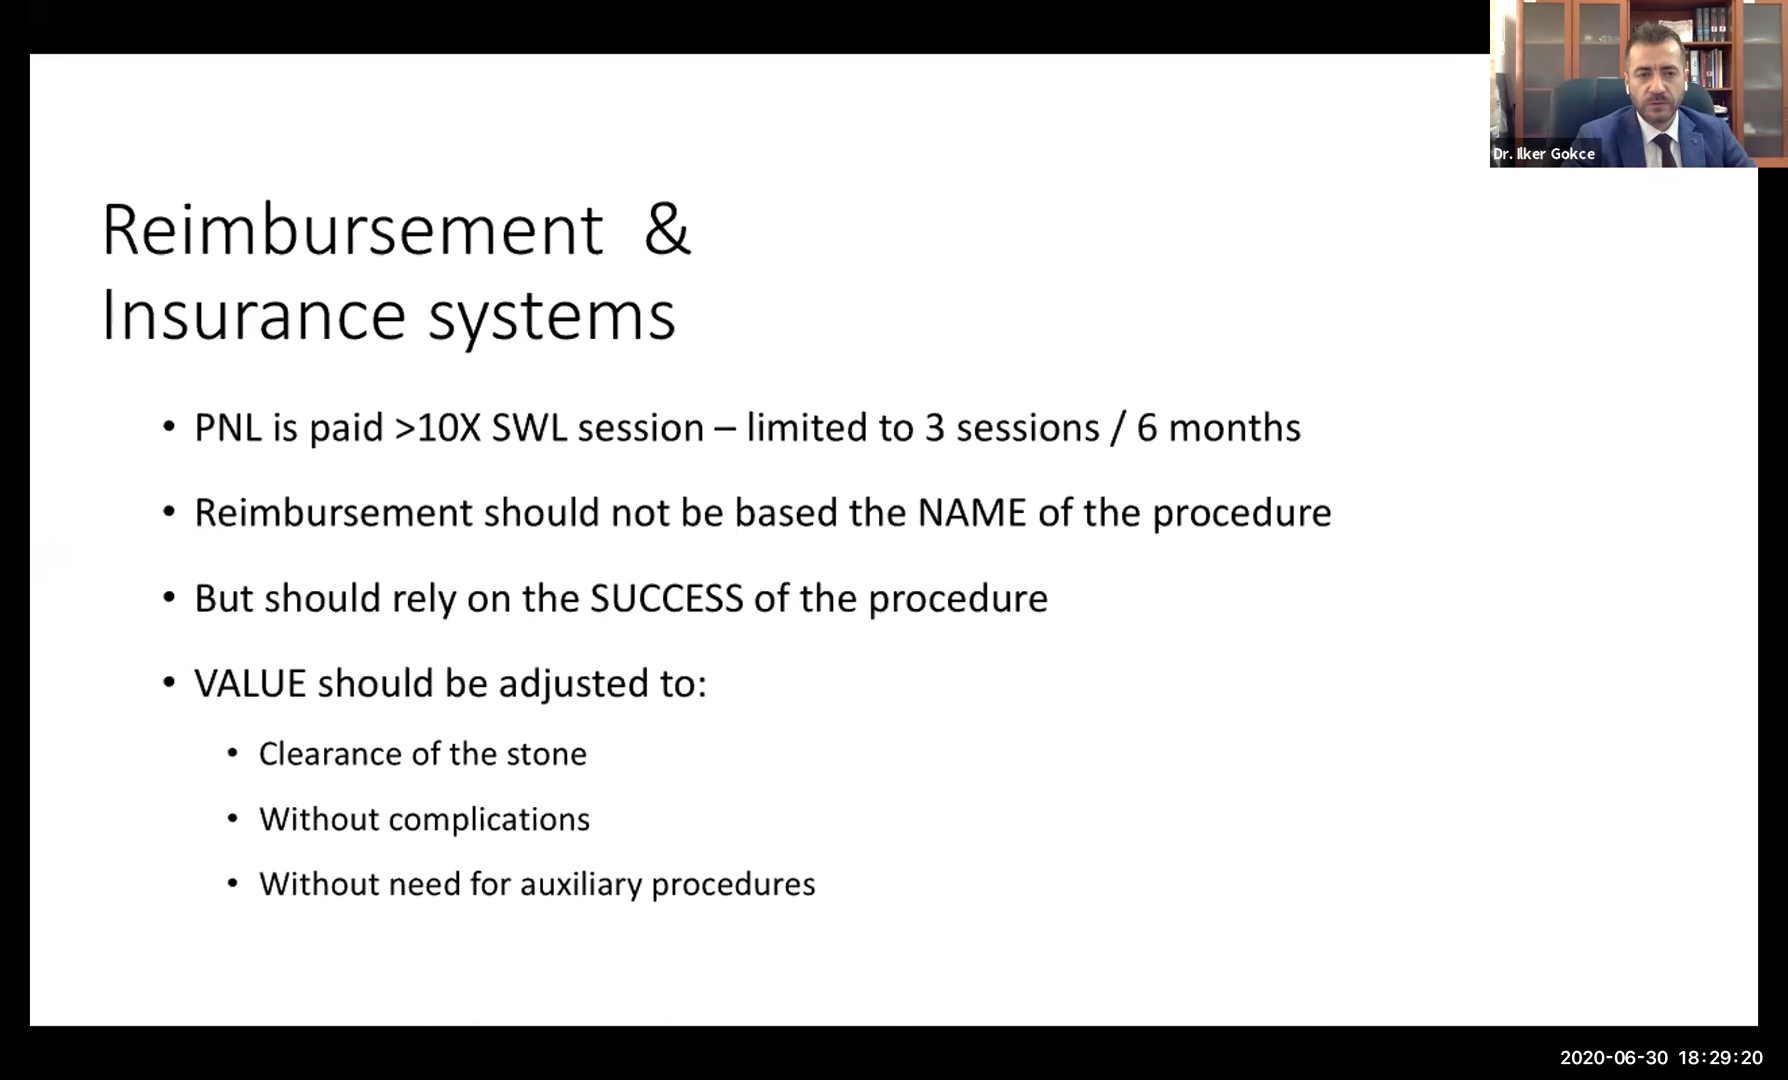 Dr. Ilker Gokce
Reimbursement &
Insurance systems
• PNL is paid >10X SWL session – limited to 3 sessions / 6 months
• Reimbursement should not be based the NAME of the procedure
• But should rely on the SUCCESS of the procedure
• VALUE should be adjusted to:
• Clearance of the stone
• Without complications
• Without need for auxiliary procedures
2020-06-30 18:29:20